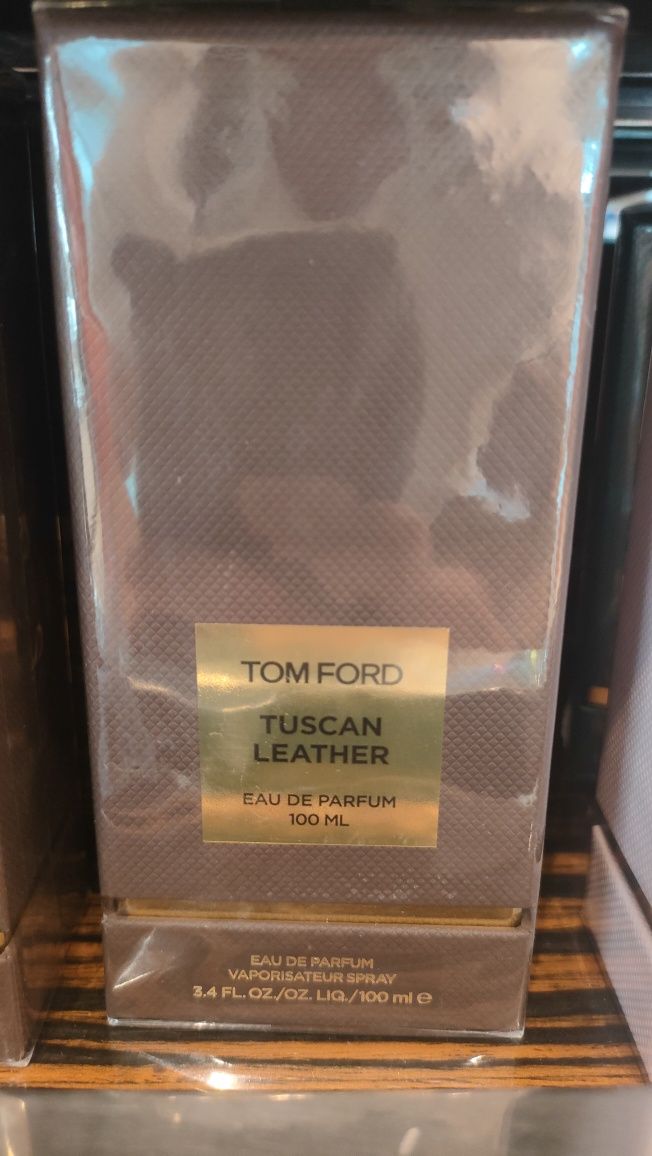 TOM FORD
TUSCAN
LEATHER
EAU DE PARFUM
100 ML
EAU DE PARFUM
VAPORISATEUR SPRAY
3.4 FL. OZ./OZ. LIQ./100 ml ℮